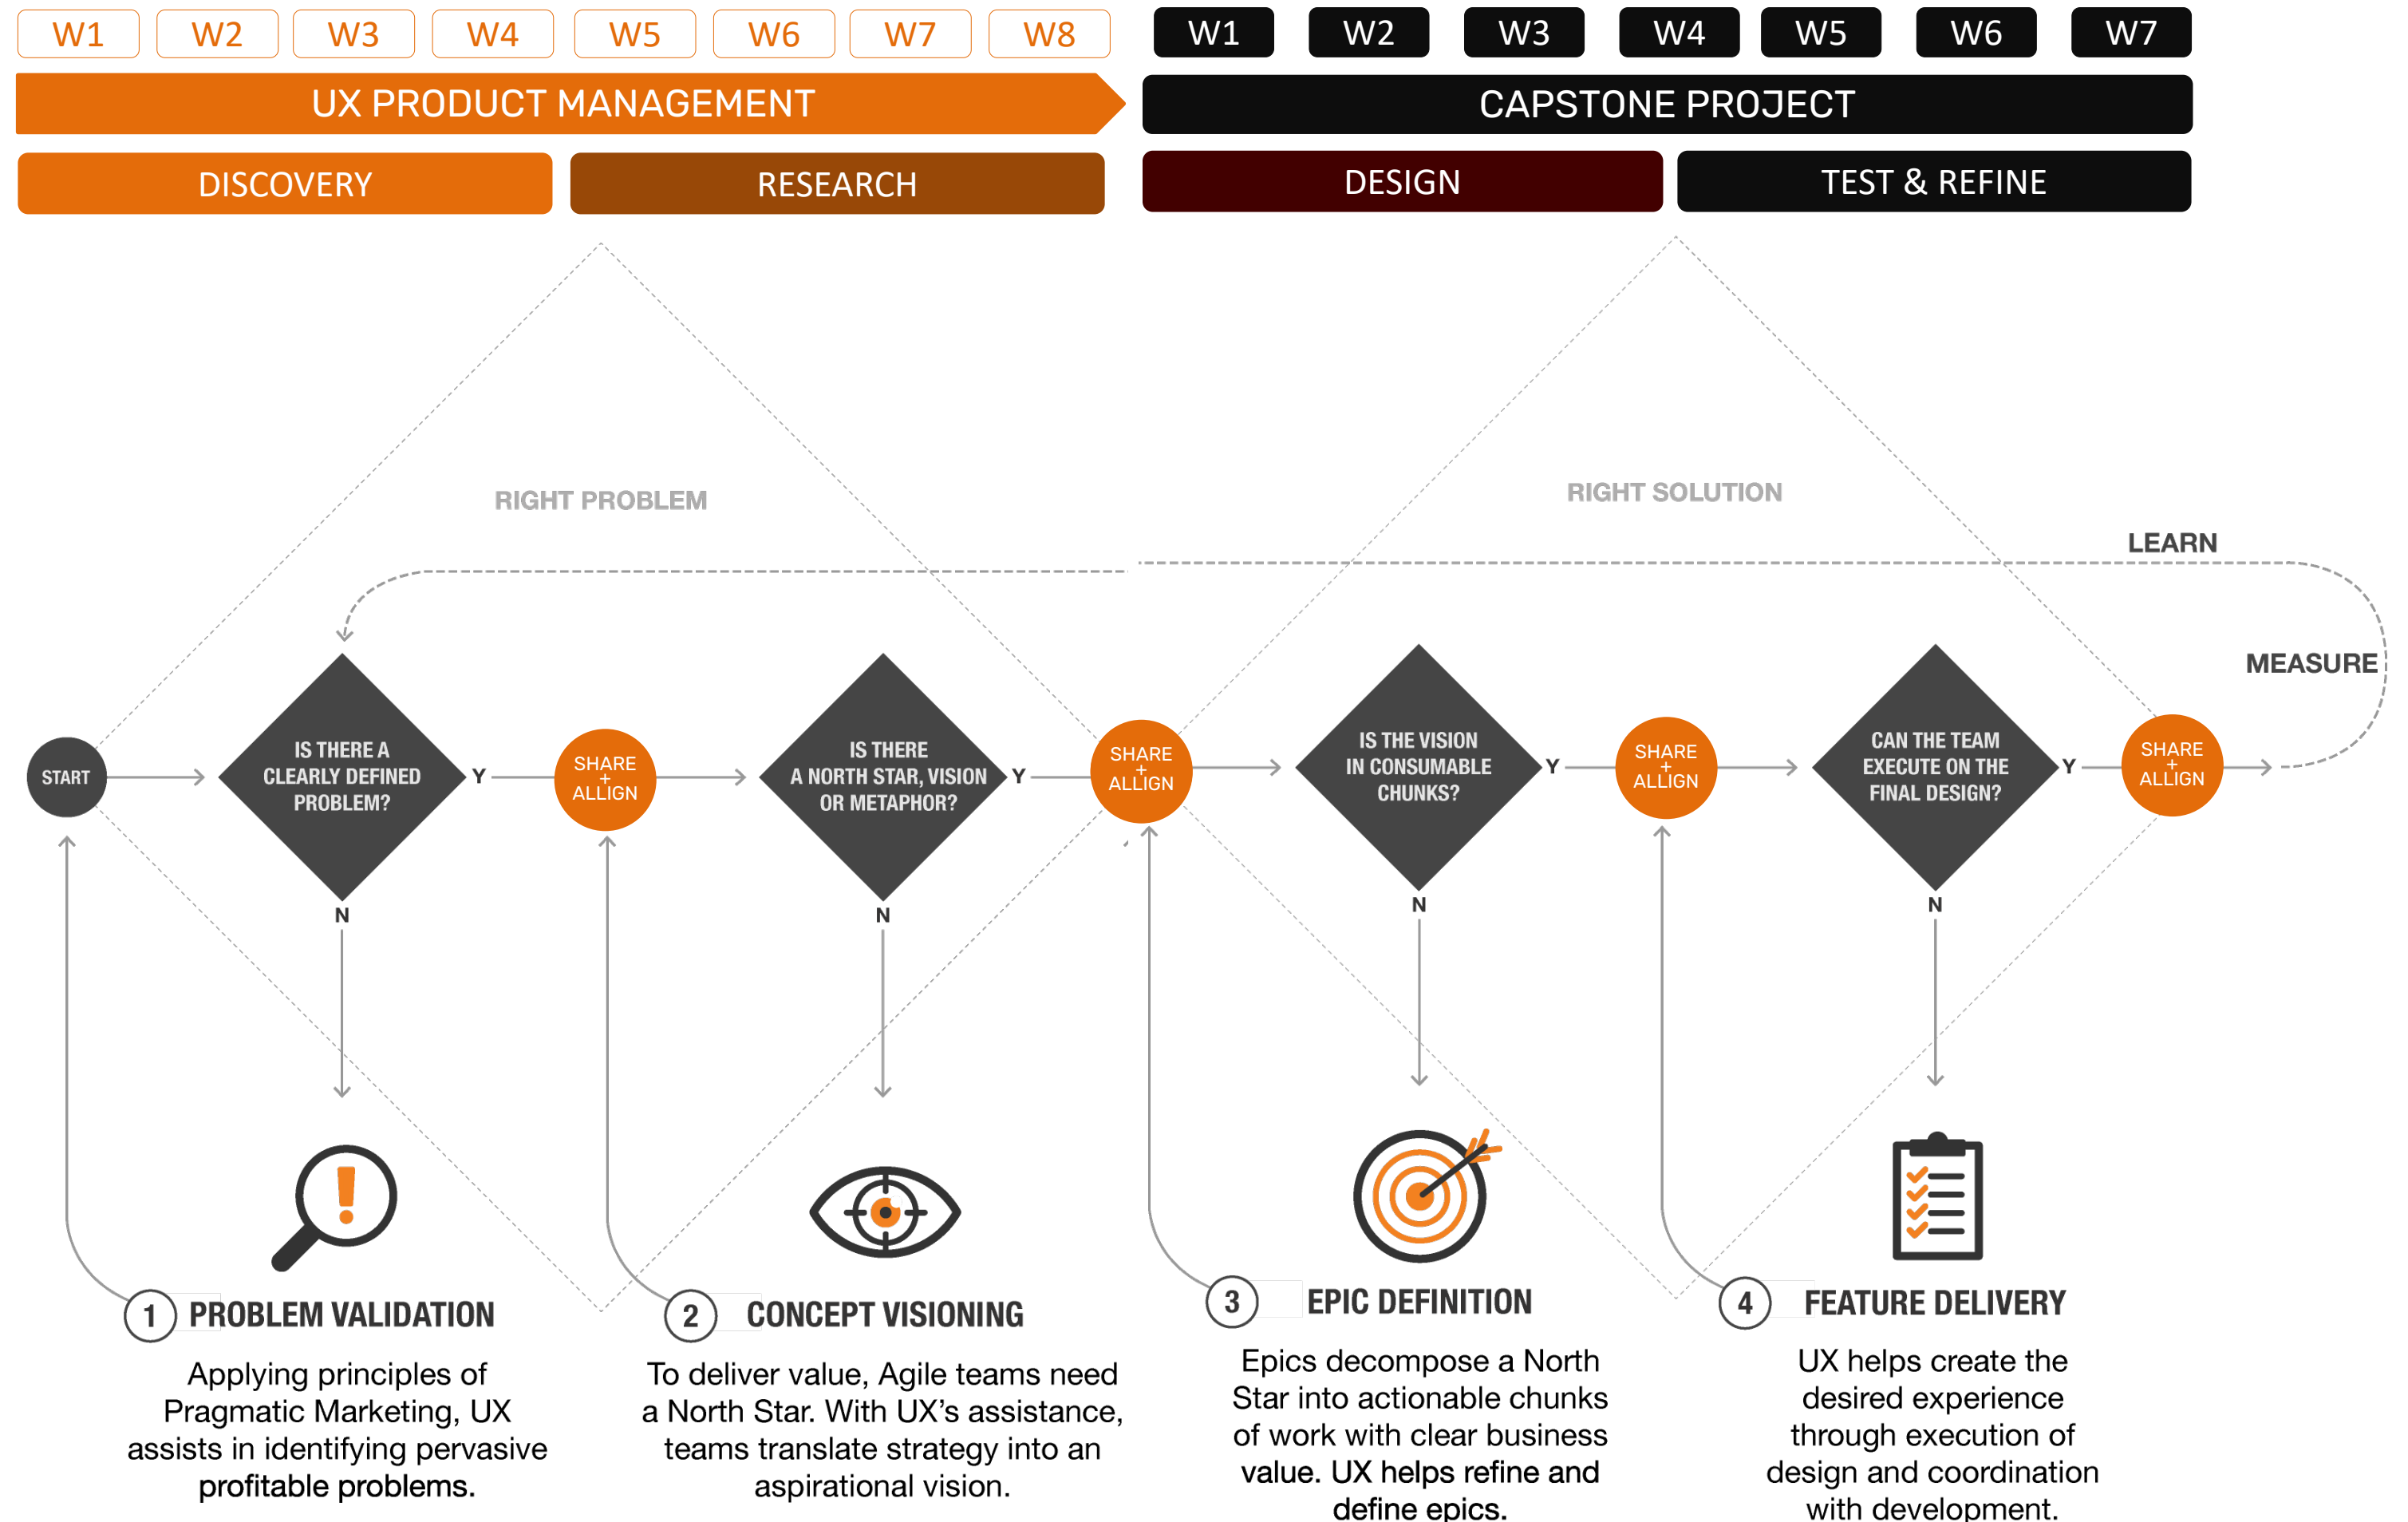 W1 W2 W3 W4 W5 W6 W7 W8 W1 W2 W3 W4 W5 W6 W7
UX PRODUCT MANAGEMENT
CAPSTONE PROJECT
DISCOVERY
RESEARCH
DESIGN
TEST & REFINE
RIGHT PROBLEM
RIGHT SOLUTION
LEARN
MEASURE
START
IS THERE A
CLEARLY DEFINED
PROBLEM?
Y
N
SHARE
+
ALLIGN
IS THERE
A NORTH STAR, VISION
OR METAPHOR?
Y
N
SHARE
+
ALLIGN
IS THE VISION
IN CONSUMABLE
CHUNKS?
Y
N
SHARE
+
ALLIGN
CAN THE TEAM
EXECUTE ON THE
FINAL DESIGN?
Y
N
SHARE
+
ALLIGN
1 PROBLEM VALIDATION
Applying principles of
Pragmatic Marketing, UX
assists in identifying pervasive
profitable problems.
2 CONCEPT VISIONING
To deliver value, Agile teams need
a North Star. With UX’s assistance,
teams translate strategy into an
aspirational vision.
3 EPIC DEFINITION
Epics decompose a North
Star into actionable chunks
of work with clear business
value. UX helps refine and
define epics.
4 FEATURE DELIVERY
UX helps create the
desired experience
through execution of
design and coordination
with development.